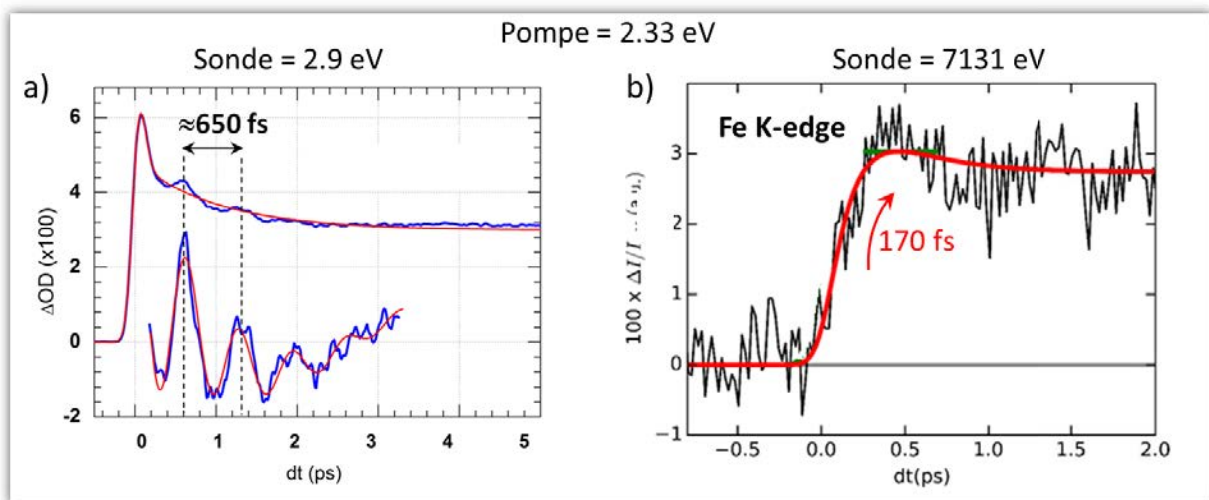 Pompe = 2.33 eV
Sonde = 2.9 eV
Sonde = 7131 eV
a)
≈650 fs
ΔOD (x100)
6
4
2
0
-2
0
1
2
3
4
5
dt (ps)
b)
Fe K-edge
170 fs
100 x ΔI/I
3
2
1
0
−1
−0.5
0.0
0.5
1.0
1.5
2.0
dt(ps)